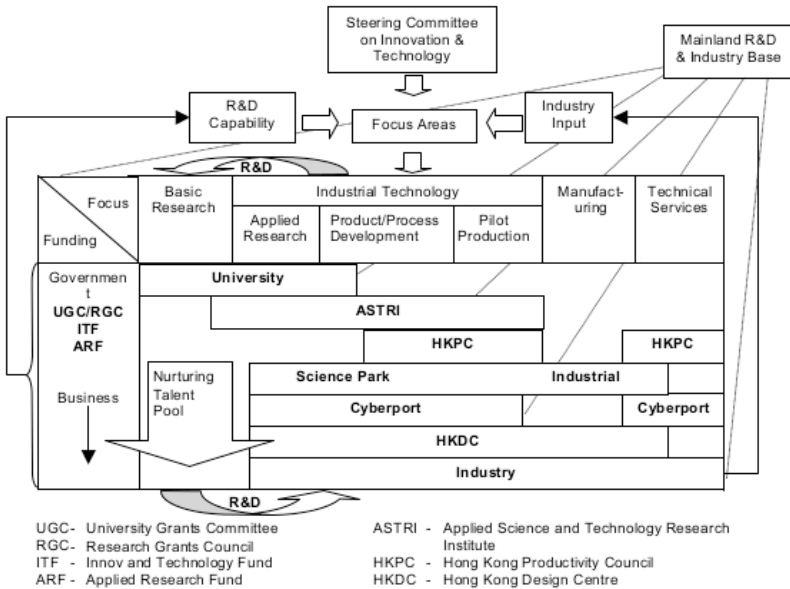 Steering Committee
on Innovation &
Technology
Mainland R&D
& Industry Base
R&D
Capability
Focus Areas
Industry
Input
R&D
Focus
Funding
Basic
Research
Industrial Technology
Manufact-
uring
Technical
Services
Applied
Research
Product/Process
Development
Pilot
Production
Governmen
t
UGC/RGC
ITF
ARF
Business
University
ASTRI
HKPC
HKPC
Nurturing
Talent
Pool
Science Park
Industrial
Cyberport
Cyberport
HKDC
Industry
R&D
UGC- University Grants Committee
RGC- Research Grants Council
ITF - Innov and Technology Fund
ARF - Applied Research Fund
ASTRI - Applied Science and Technology Research
Institute
HKPC - Hong Kong Productivity Council
HKDC - Hong Kong Design Centre